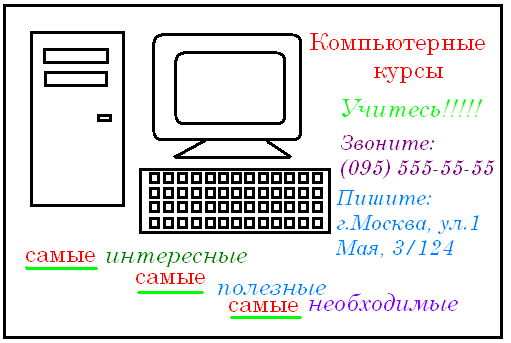 Компьютерные
курсы
Учитесь!!!!!
Звоните:
(095) 555-55-55
Пишите:
г.Москва, ул.1
Мая, 3/124
самые интересные
самые полезные
самые необходимые